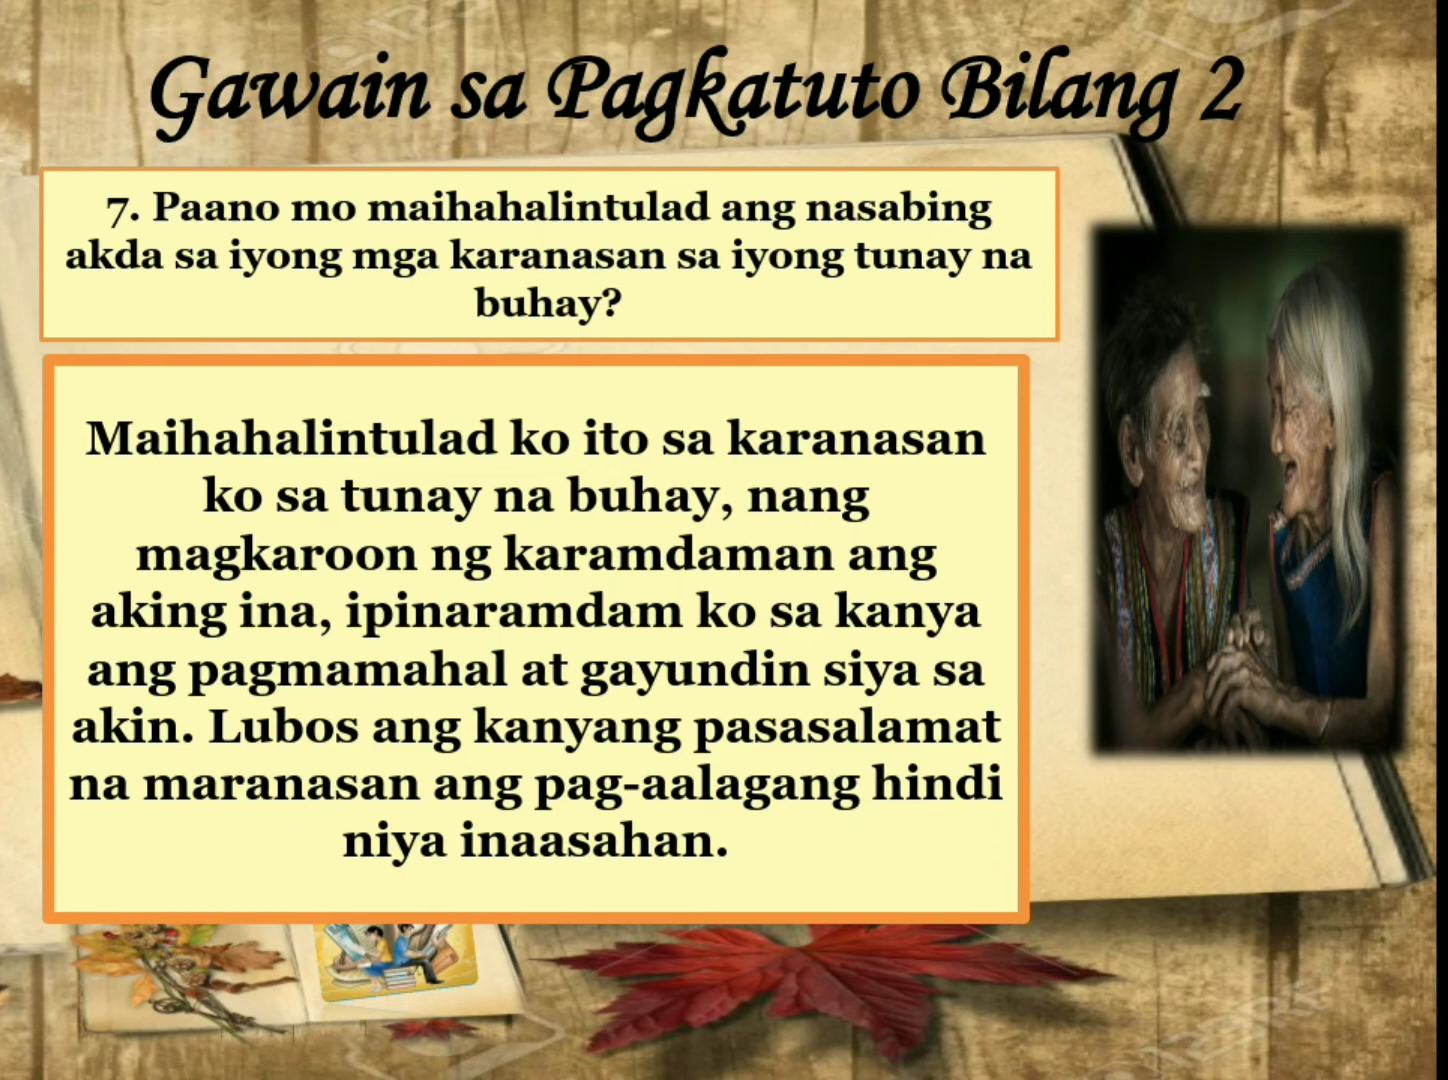 Gawain sa Pagkatuto Bilang 2
7. Paano mo maihahalintulad ang nasabing
akda sa iyong mga karanasan sa iyong tunay na
buhay?
Maihahalintulad ko ito sa karanasan
ko sa tunay na buhay, nang
magkaroon ng karamdaman ang
aking ina, ipinaramdam ko sa kanya
ang pagmamahal at gayundin siya sa
akin. Lubos ang kanyang pasasalamat
na maranasan ang pag-aalagang hindi
niya inaasahan.